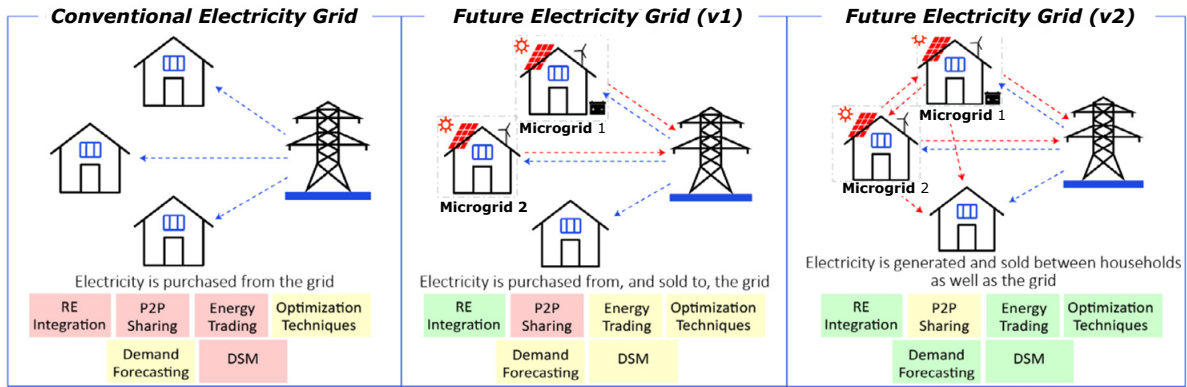 Conventional Electricity Grid
Electricity is purchased from the grid
RE
Integration
P2P
Sharing
Energy
Trading
Optimization
Techniques
Demand
Forecasting
DSM
Future Electricity Grid (v1)
Microgrid 1
Microgrid 2
Electricity is purchased from, and sold to, the grid
RE
Integration
P2P
Sharing
Energy
Trading
Optimization
Techniques
Demand
Forecasting
DSM
Future Electricity Grid (v2)
Microgrid 1
Microgrid 2
Electricity is generated and sold between households
as well as the grid
RE
Integration
P2P
Sharing
Energy
Trading
Optimization
Techniques
Demand
Forecasting
DSM